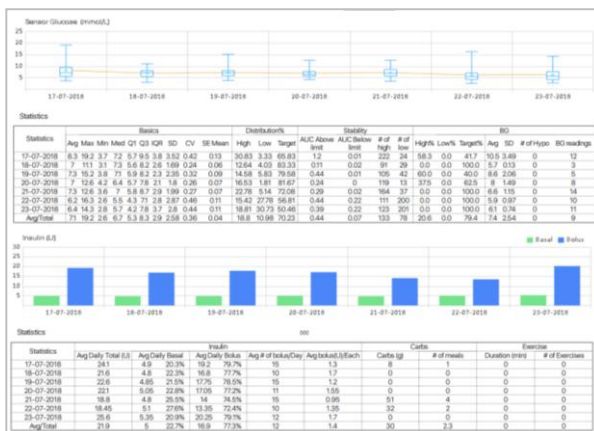 Sensor Glucose (mmol/L)
25
20
15
10
5
17-07-2018 18-07-2018 19-07-2018 20-07-2018 21-07-2018 22-07-2018 23-07-2018
Statistics
Statistics Basics Distribution% Stability BG
Avg Max Min Med Q1 Q3 IQR SD CV SE Mean High Low Target AUC Above limit AUC Below limit # of high # of low High% Low% Target% Avg SD # of Hypo BG readings
17-07-2018 8.3 19.2 3.7 7.2 5.7 9.5 3.8 3.52 0.42 0.13 30.83 3.33 65.83 1.2 0.01 222 24 58.3 0.0 41.7 10.5 3.49 0 12
18-07-2018 7 11.1 3.1 7.3 5.6 8.2 2.6 1.69 0.24 0.06 12.64 4.03 83.33 0.11 0.02 91 29 0.0 0.0 100.0 5.7 0.13 0 3
19-07-2018 7.3 15.2 3.8 7.1 5.9 8.2 2.3 2.35 0.32 0.09 14.58 5.83 79.58 0.44 0.01 105 42 60.0 0.0 40.0 8.6 2.06 0 5
20-07-2018 7 12.6 4.2 6.4 5.7 7.8 2.1 1.8 0.26 0.07 16.53 1.81 81.67 0.24 0 119 13 37.5 0.0 62.5 8 1.49 0 8
21-07-2018 7.3 12.6 3.6 7 5.8 8.7 2.9 1.99 0.27 0.07 22.78 5.14 72.08 0.29 0.02 164 37 0.0 0.0 100.0 6.6 1.15 0 14
22-07-2018 6.2 16.3 2.6 5.5 4.3 7.1 2.8 2.87 0.46 0.11 15.42 27.78 56.81 0.44 0.22 111 200 0.0 0.0 100.0 5.9 0.97 0 10
23-07-2018 6.4 14.3 2.8 5.7 4.2 7.8 3.7 2.8 0.44 0.11 18.81 30.73 50.46 0.39 0.22 123 201 0.0 0.0 100.0 6.1 0.74 0 11
Avg/Total 7.1 19.2 2.6 6.7 5.3 8.3 2.9 2.58 0.36 0.04 18.8 10.98 70.23 0.44 0.07 133 78 20.6 0.0 79.4 7.4 2.54 0 9
Insulin (U) Basal Bolus
30
25
20
15
10
5
17-07-2018 18-07-2018 19-07-2018 20-07-2018 21-07-2018 22-07-2018 23-07-2018
Statistics
Statistics Insulin Carbs Exercise
Avg Daily Total (U) Avg Daily Basal Avg Daily Bolus Avg # of bolus/Day Avg bolus(U)/Each Carbs (g) # of meals Duration (min) # of Exercises
17-07-2018 24.1 4.9 20.3% 19.2 79.7% 15 1.3 8 1
18-07-2018 21.6 4.8 22.3% 16.8 77.7% 10 1.7 0 0
19-07-2018 22.6 4.85 21.5% 17.75 78.5% 15 1.2 0 0
20-07-2018 22.1 5.05 22.8% 17.05 77.2% 11 1.55 0 0
21-07-2018 18.8 4.8 25.5% 14 74.5% 15 0.95 51 4
22-07-2018 18.45 5.1 27.6% 13.35 72.4% 10 1.35 32 2
23-07-2018 25.6 5.35 20.9% 20.25 79.1% 12 1.7 0 0
Avg/Total 21.9 5 22.7% 16.9 77.3% 12 1.4 30 2.3